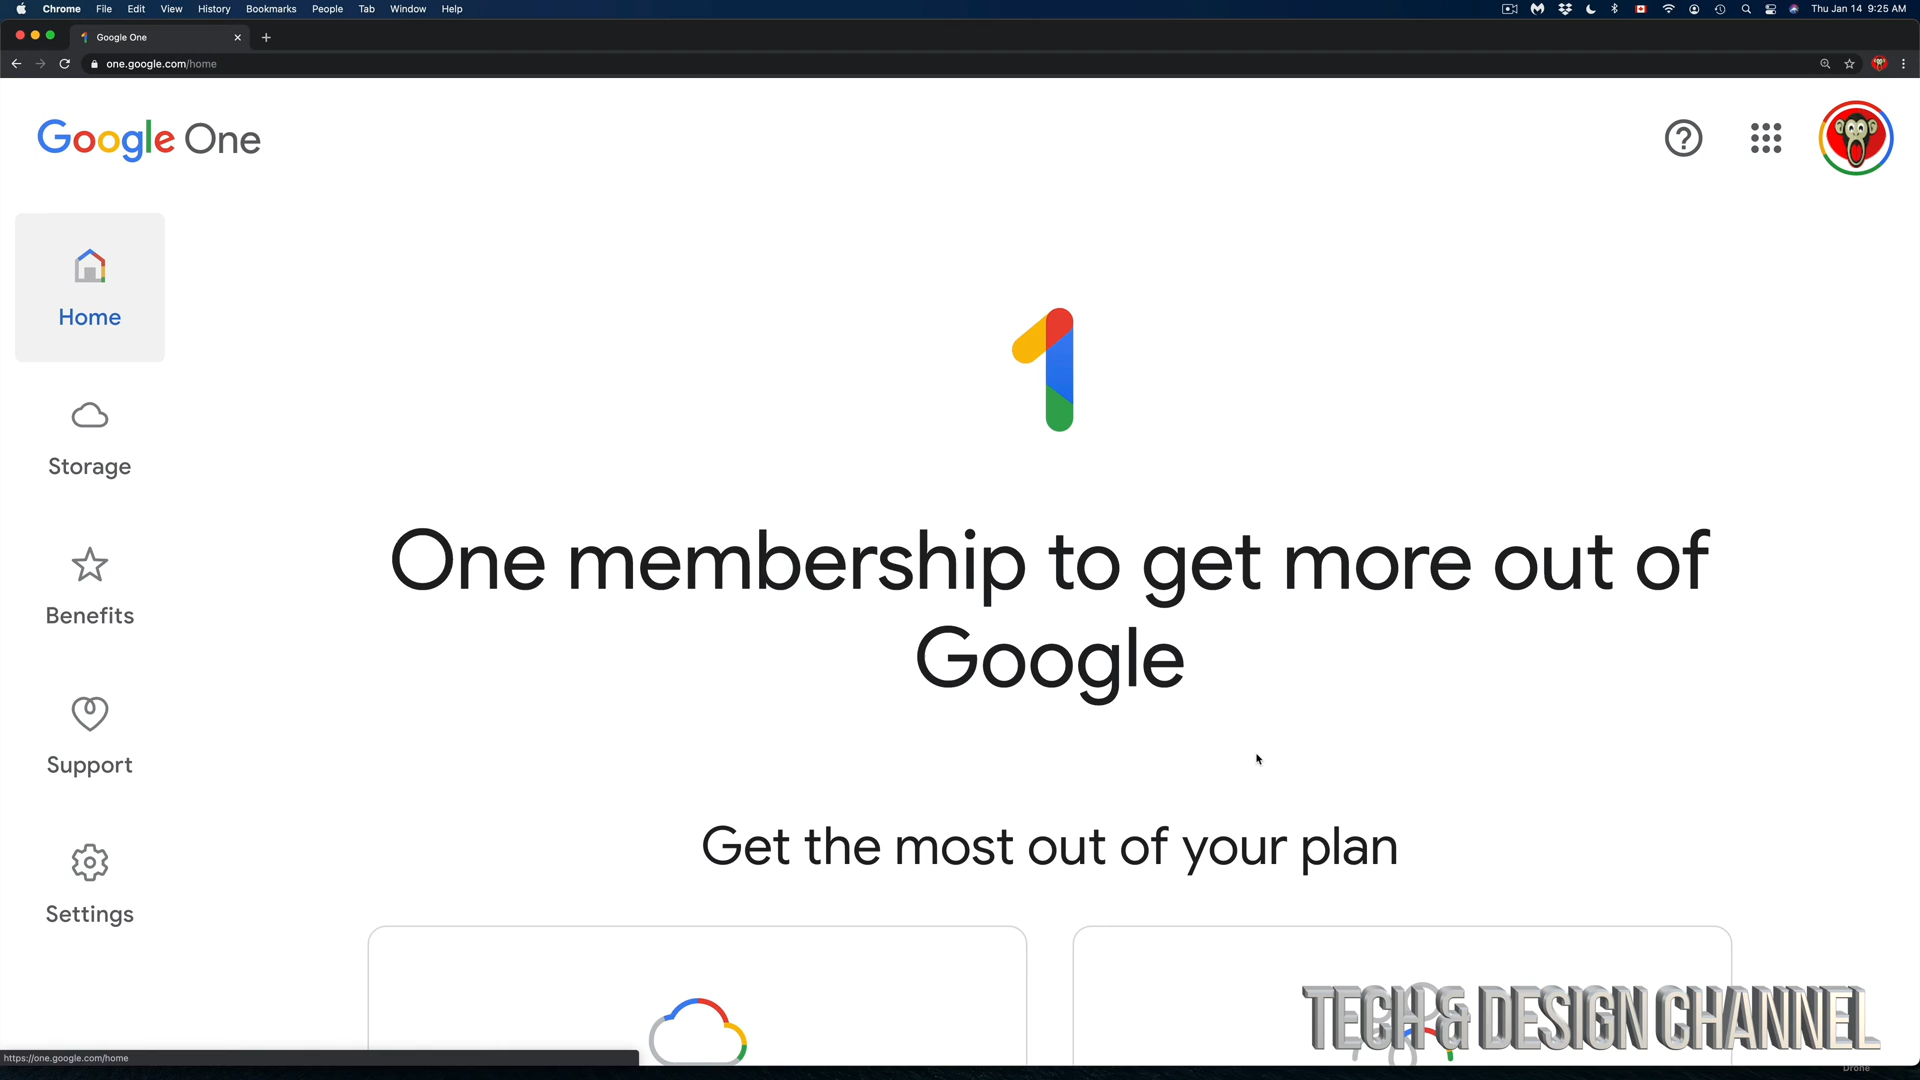 Chrome File Edit View History Bookmarks People Tab Window Help
Thu Jan 14 9:25 AM
Google One
one.google.com/home
Google One
Home
Storage
Benefits
Support
Settings
One membership to get more out of
Google
Get the most out of your plan
TECH & DESIGN CHANNEL
https://one.google.com/home
Drone